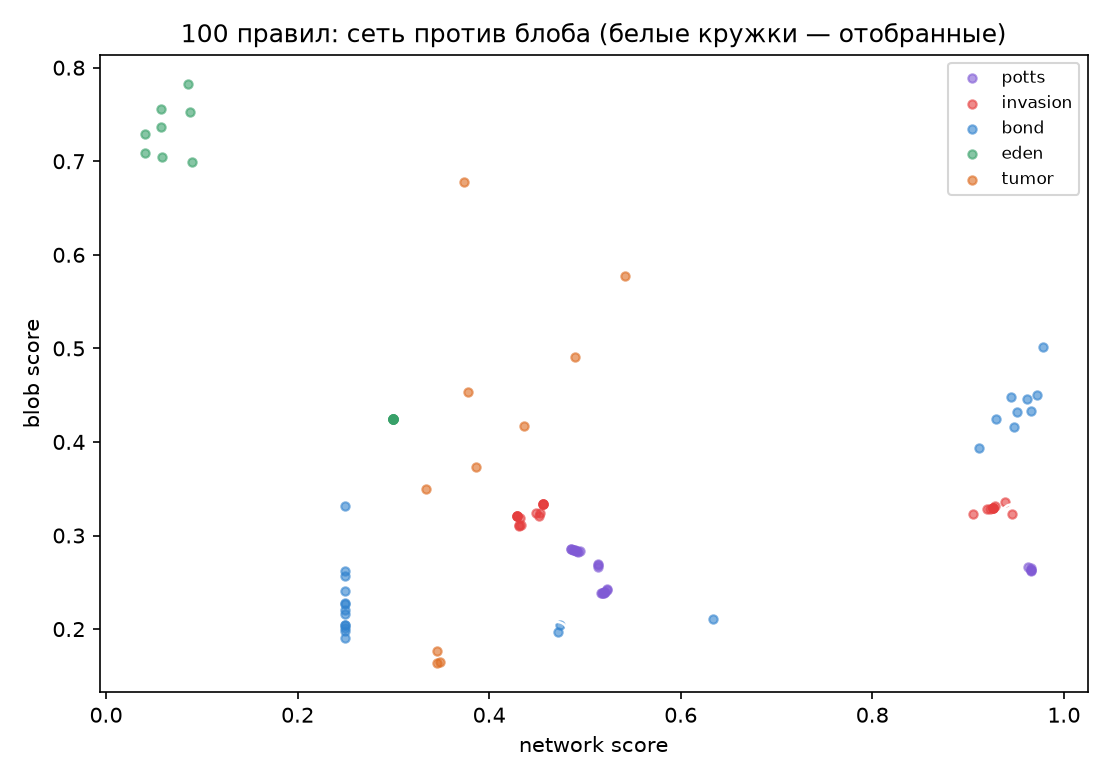 100 правил: сеть против блоба (белые кружки — отобранные)
potts
invasion
bond
eden
tumor
0.8
0.7
0.6
0.5
0.4
0.3
0.2
blob score
0.0
0.2
0.4
0.6
0.8
1.0
network score